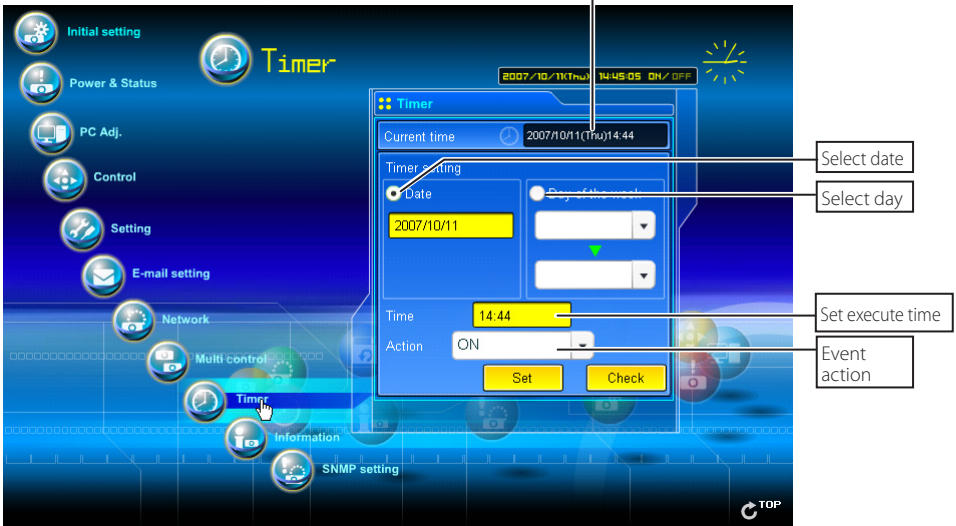 Initial setting
Power & Status
PC Adj.
Control
Setting
E-mail setting
Network
Multi control
Timer
Information
SNMP setting
Timer
2007/10/11(Thu) 14:45:05 ON/OFF
Timer
Current time 2007/10/11(Thu)14:44
Timer setting
Date Day of the week
2007/10/11
Time 14:44
Action ON
Set Check
Select date
Select day
Set execute time
Event
action
TOP